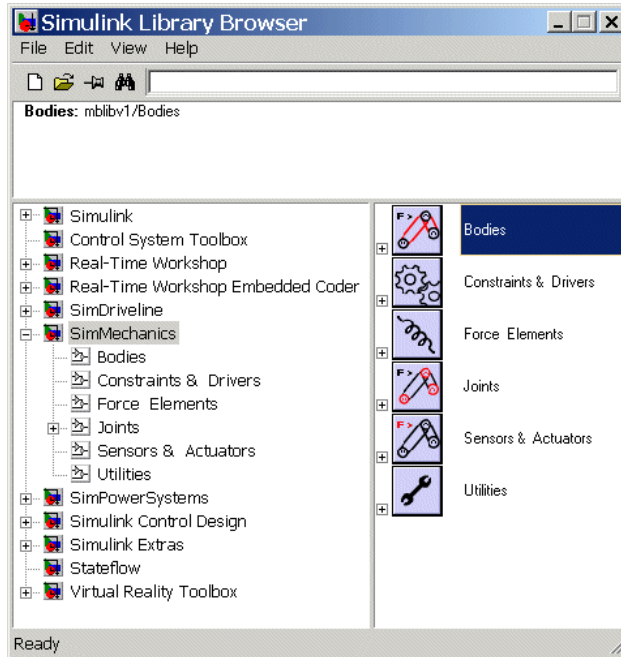 Simulink Library Browser
File Edit View Help
Bodies: mblibv1/Bodies
Simulink
Control System Toolbox
Real-Time Workshop
Real-Time Workshop Embedded Coder
SimDriveline
SimMechanics
Bodies
Constraints & Drivers
Force Elements
Joints
Sensors & Actuators
Utilities
SimPowerSystems
Simulink Control Design
Simulink Extras
Stateflow
Virtual Reality Toolbox
F> Bodies
Constraints & Drivers
Force Elements
F> Joints
F> Sensors & Actuators
Utilities
Ready